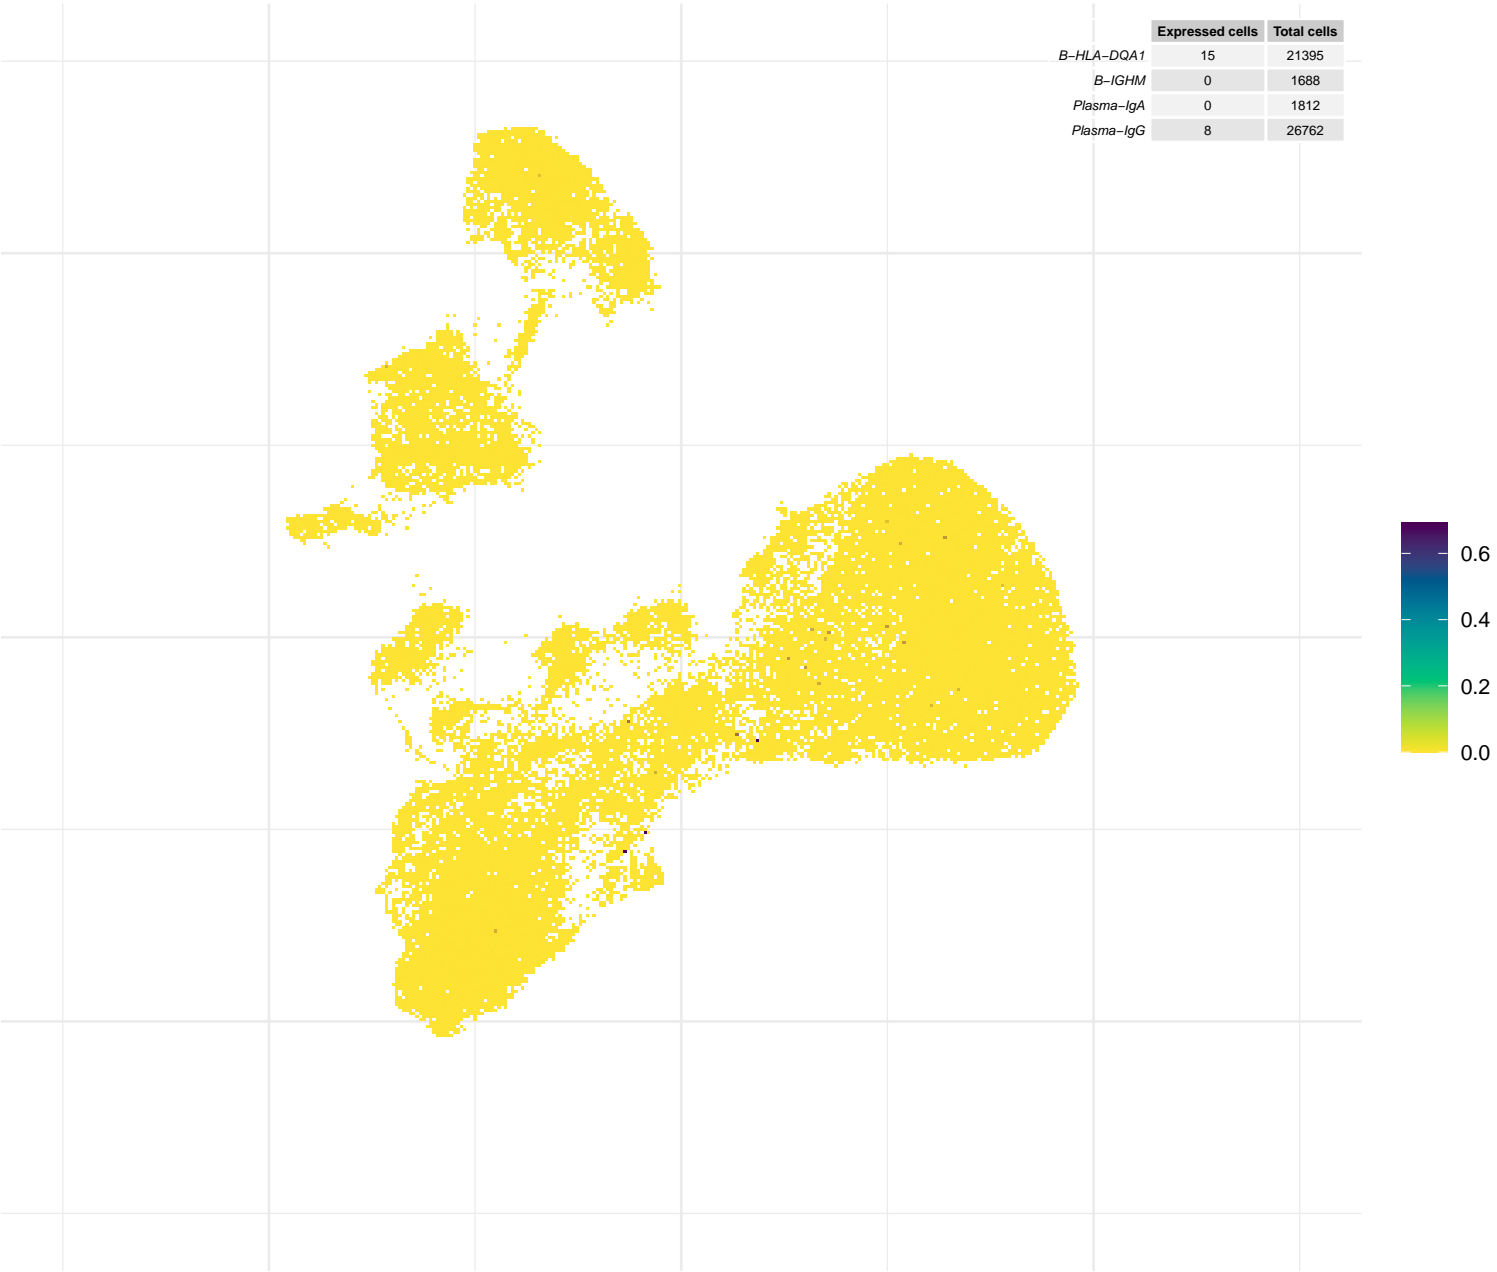 Expressed cells Total cells
B−HLA−DQA1 15 21395
B−IGHM 0 1688
Plasma−IgA 0 1812
Plasma−IgG 8 26762
0.6
0.4
0.2
0.0